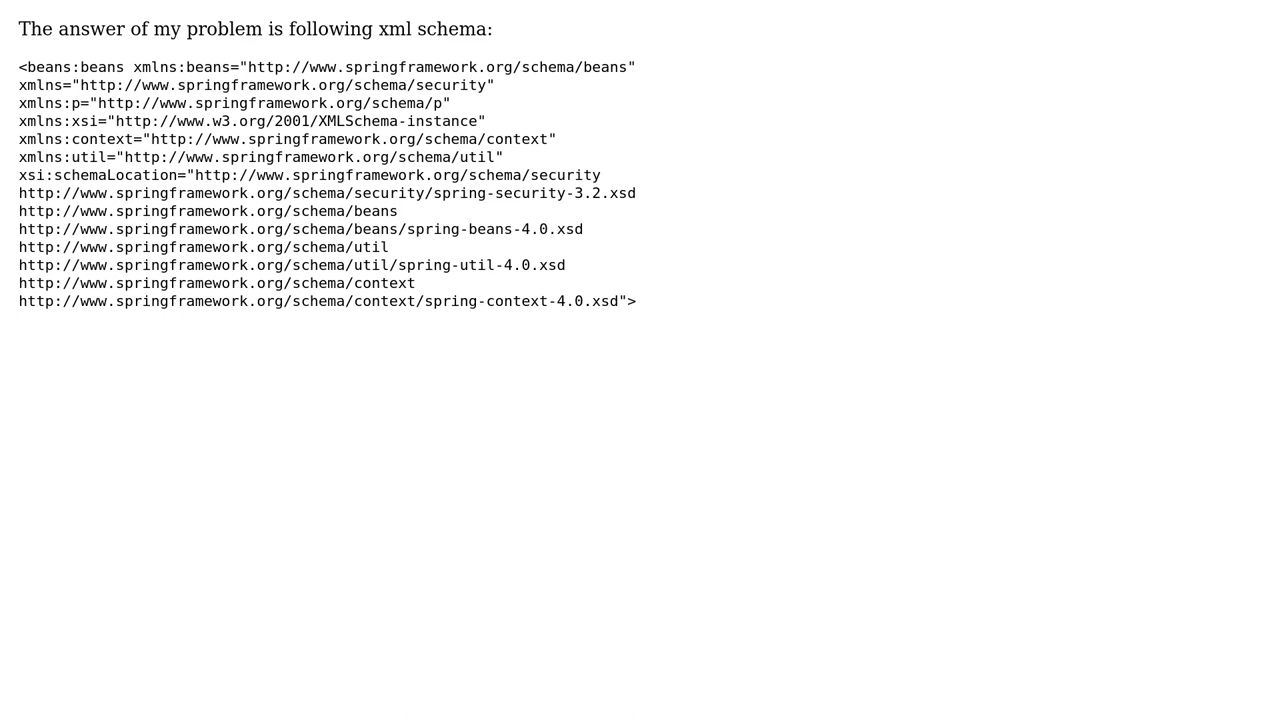 The answer of my problem is following xml schema:
<beans:beans xmlns:beans="http://www.springframework.org/schema/beans"
xmlns="http://www.springframework.org/schema/security"
xmlns:p="http://www.springframework.org/schema/p"
xmlns:xsi="http://www.w3.org/2001/XMLSchema-instance"
xmlns:context="http://www.springframework.org/schema/context"
xmlns:util="http://www.springframework.org/schema/util"
xsi:schemaLocation="http://www.springframework.org/schema/security
http://www.springframework.org/schema/security/spring-security-3.2.xsd
http://www.springframework.org/schema/beans
http://www.springframework.org/schema/beans/spring-beans-4.0.xsd
http://www.springframework.org/schema/util
http://www.springframework.org/schema/util/spring-util-4.0.xsd
http://www.springframework.org/schema/context
http://www.springframework.org/schema/context/spring-context-4.0.xsd">